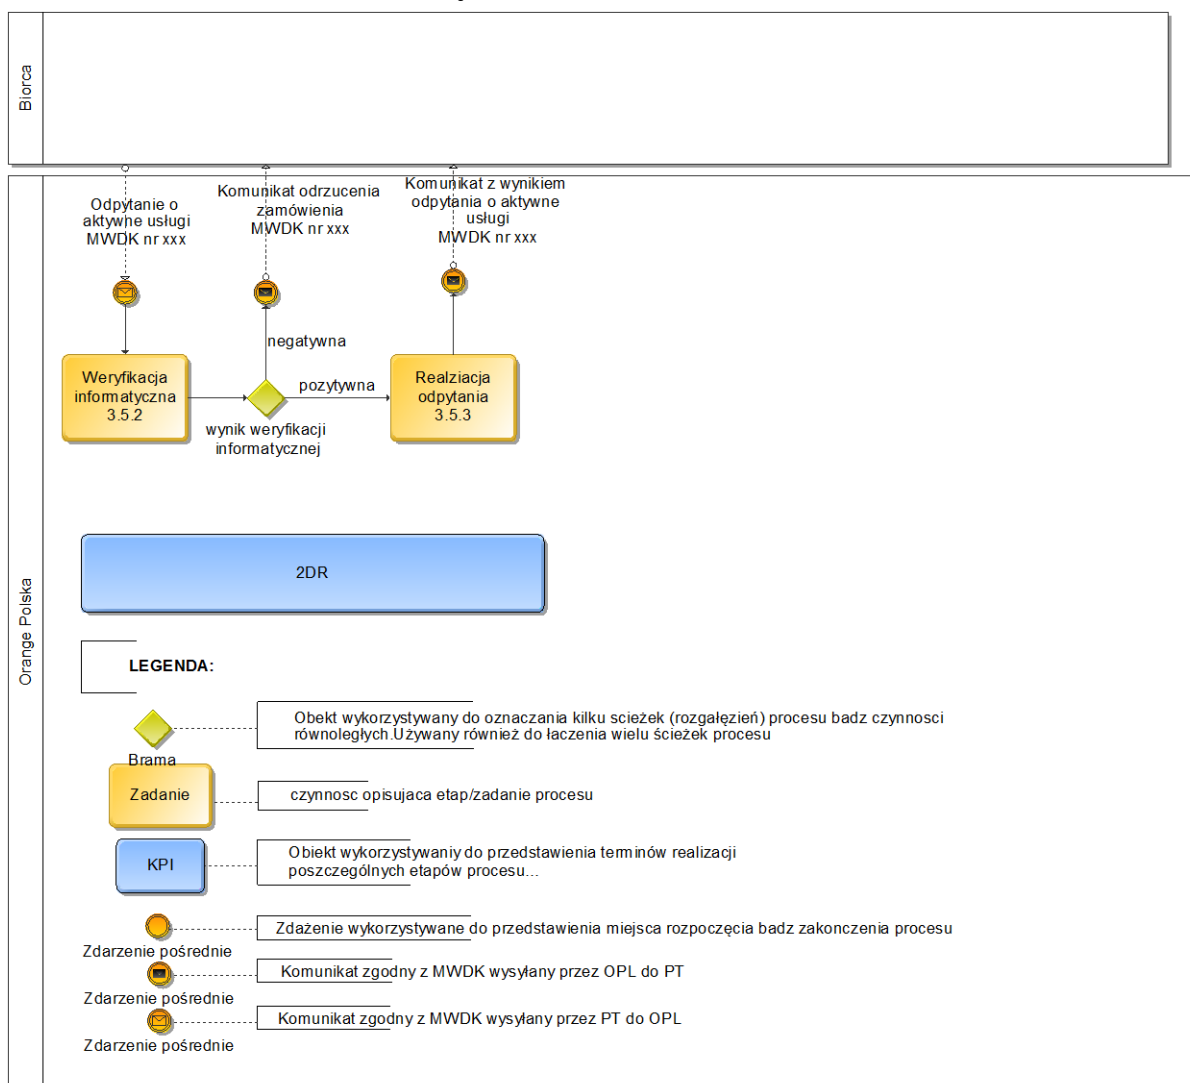 Biorca
Odpytanie o
aktywne usługi
MWDK nr xxx
Komunikat odrzucenia
zamówienia
MWDK nr xxx
Komunikat z wynikiem
odpytania o aktywne
usługi
MWDK nr xxx
negatywna
Weryfikacja
informatyczna
3.5.2
pozytywna
Realziacja
odpytania
3.5.3
wynik weryfikacji
informatycznej
Orange Polska
2DR
LEGENDA:
Obekt wykorzystywany do oznaczania kilku scieżek (rozgałęzień) procesu badz czynnosci
równoległych.Używany również do łaczenia wielu ścieżek procesu
Brama
Zadanie
czynnosc opisujaca etap/zadanie procesu
KPI
Obiekt wykorzystywaniy do przedstawienia terminów realizacji
poszczególnych etapów procesu...
Zdażenie wykorzystywane do przedstawienia miejsca rozpoczęcia badz zakonczenia procesu
Zdarzenie pośrednie
Komunikat zgodny z MWDK wysyłany przez OPL do PT
Zdarzenie pośrednie
Komunikat zgodny z MWDK wysyłany przez PT do OPL
Zdarzenie pośrednie